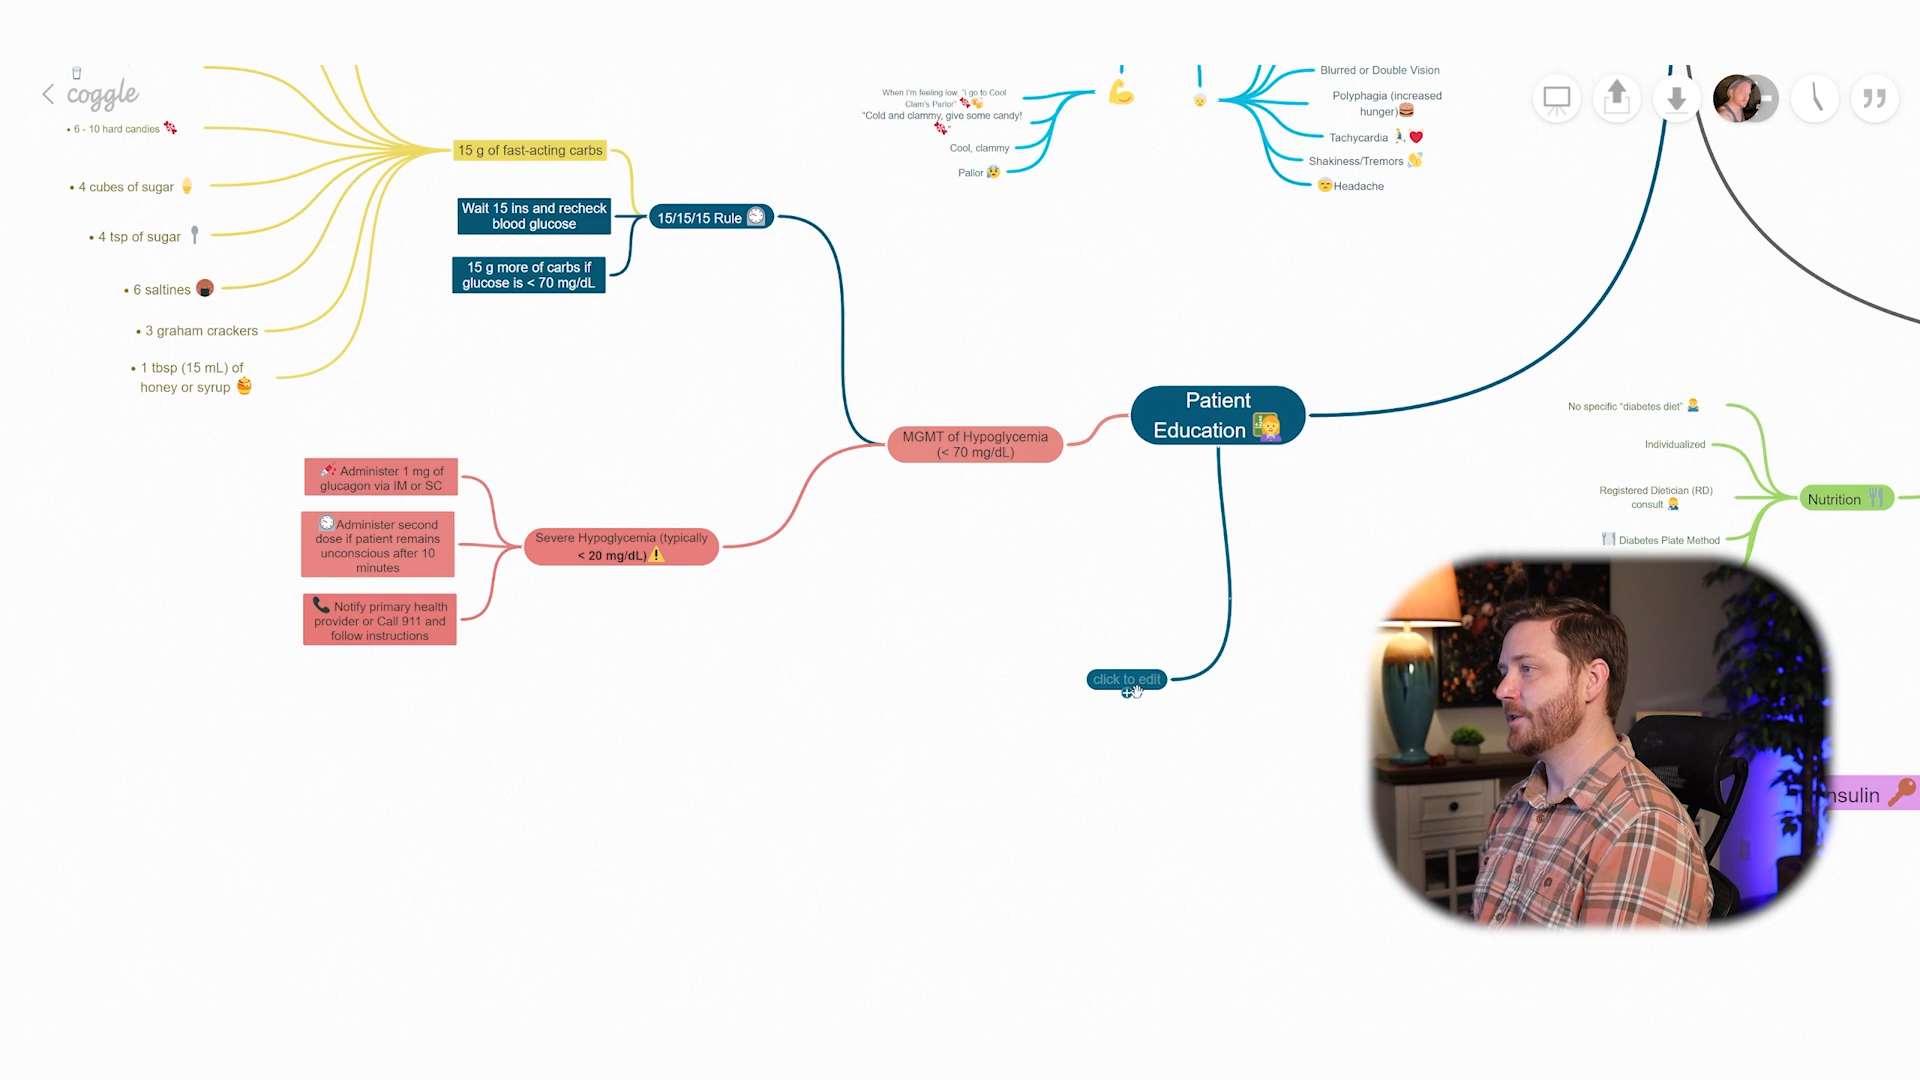 coggle
• 6 - 10 hard candies
• 4 cubes of sugar
• 4 tsp of sugar
• 6 saltines
• 3 graham crackers
• 1 tbsp (15 mL) of
honey or syrup
15 g of fast-acting carbs
Wait 15 ins and recheck
blood glucose
15 g more of carbs if
glucose is < 70 mg/dL
15/15/15 Rule
When I'm feeling low, "I go to Cool
Clam's Parlor"
"Cold and clammy, give some candy!
"
Cool, clammy
Pallor
Blurred or Double Vision
Polyphagia (increased
hunger)
Tachycardia
Shakiness/Tremors
Headache
Patient
Education
MGMT of Hypoglycemia
(< 70 mg/dL)
Severe Hypoglycemia (typically
< 20 mg/dL)
Administer 1 mg of
glucagon via IM or SC
Administer second
dose if patient remains
unconscious after 10
minutes
Notify primary health
provider or Call 911 and
follow instructions
click to edit
No specific "diabetes diet"
Individualized
Registered Dietician (RD)
consult
Diabetes Plate Method
Nutrition
nsulin